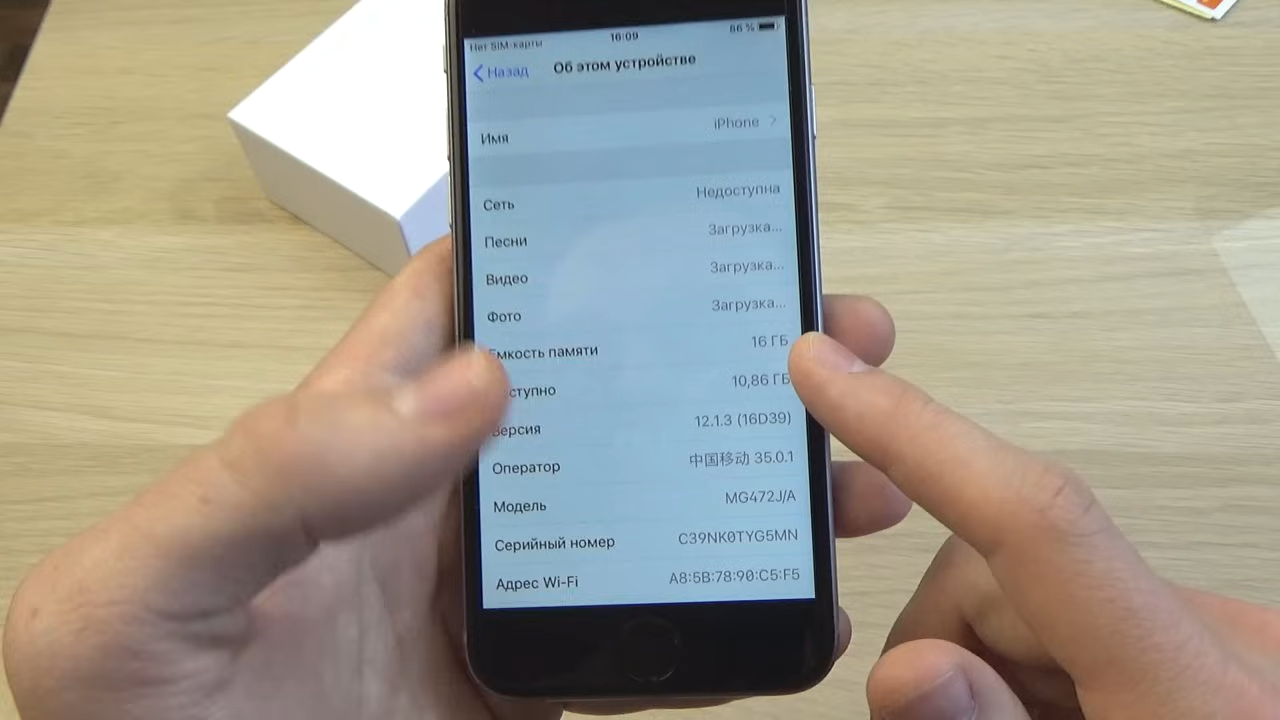 Нет SIM-карты 16:09 86 %
Назад Об этом устройстве
Имя iPhone
Сеть Недоступна
Песни Загрузка...
Видео Загрузка...
Фото Загрузка...
Емкость памяти 16 ГБ
ступно 10,86 ГБ
Версия 12.1.3 (16D39)
Оператор 中国移动 35.0.1
Модель MG472J/A
Серийный номер C39NK0TYG5MN
Адрес Wi-Fi A8:5B:78:90:C5:F5